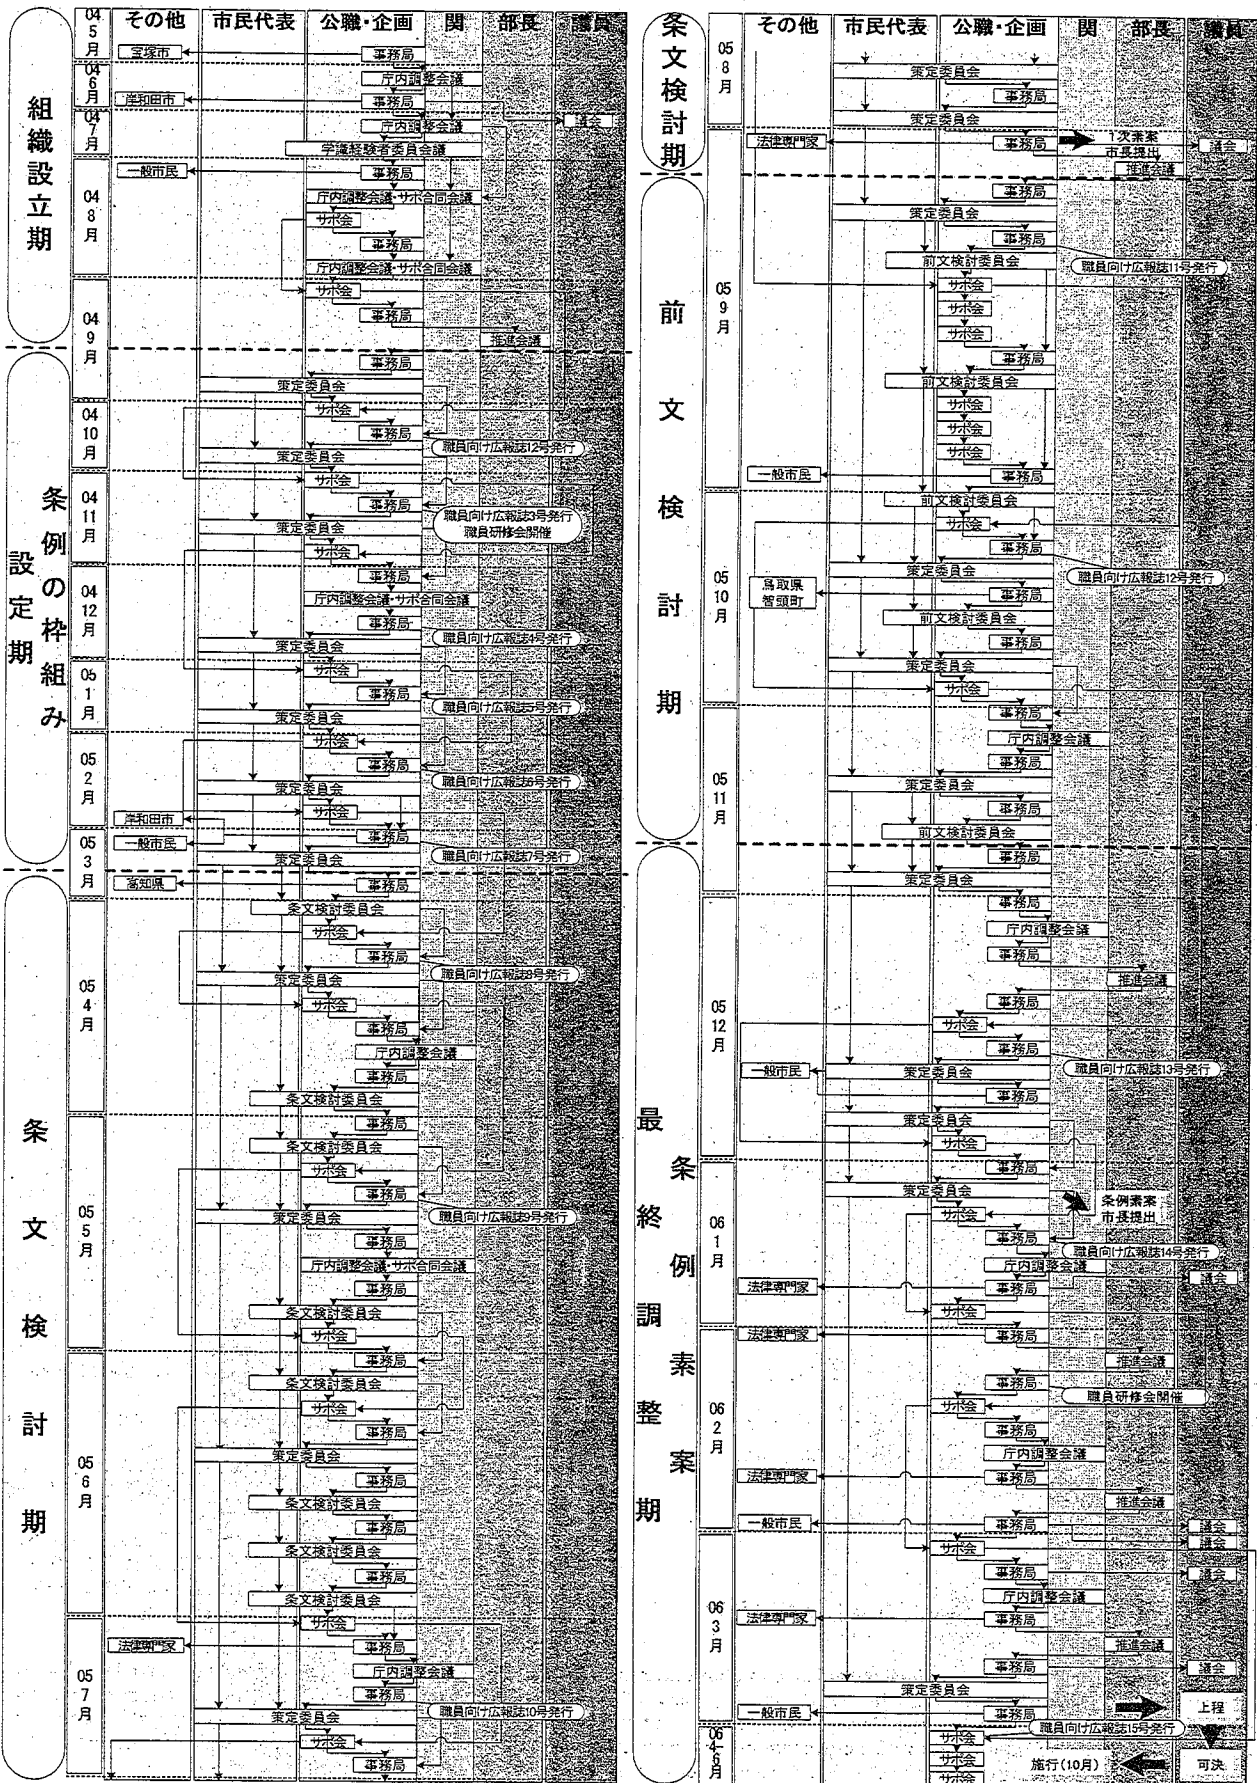 その他 市民代表 公職・企画 関 部長 議員
組織設立期
04 5月
宝塚市 事務局
庁内調整会議
04 6月
岸和田市 事務局
議会
04 7月
庁内調整会議
学識経験者委員会議
一般市民 事務局
04 8月
庁内調整会議・サポ合同会議
サポ会
事務局
庁内調整会議・サポ合同会議
サポ会
04 9月
事務局
推進会議
条例の枠組み設定期
事務局
策定委員会
04 10月
サポ会
事務局
職員向け広報誌12号発行
策定委員会
サポ会
04 11月
事務局
職員向け広報誌3号発行
職員研修会開催
策定委員会
サポ会
事務局
04 12月
庁内調整会議・サポ合同会議
事務局
職員向け広報誌4号発行
策定委員会
サポ会
05 1月
事務局
職員向け広報誌5号発行
策定委員会
サポ会
05 2月
事務局
職員向け広報誌6号発行
策定委員会
サポ会
岸和田市
05 3月
一般市民 事務局
職員向け広報誌7号発行
策定委員会
条文検討期
高知県 事務局
条文検討委員会
サポ会
事務局
職員向け広報誌8号発行
05 4月
策定委員会
サポ会
事務局
庁内調整会議
事務局
条文検討委員会
事務局
条文検討委員会
サポ会
事務局
05 5月
職員向け広報誌9号発行
策定委員会
事務局
庁内調整会議・サポ合同会議
事務局
条文検討委員会
サポ会
事務局
条文検討委員会
サポ会
事務局
05 6月
策定委員会
事務局
条文検討委員会
事務局
条文検討委員会
事務局
条文検討委員会
サポ会
法律専門家 事務局
庁内調整会議
05 7月
事務局
職員向け広報誌10号発行
策定委員会
サポ会
事務局
その他 市民代表 公職・企画 関 部長 議員
条文検討期
05 8月
策定委員会
事務局
策定委員会
法律専門家 事務局
1次素案
市長提出
議会
推進会議
前文検討期
事務局
策定委員会
事務局
前文検討委員会
職員向け広報誌11号発行
05 9月
サポ会
サポ会
サポ会
事務局
前文検討委員会
サポ会
サポ会
サポ会
一般市民 事務局
前文検討委員会
サポ会
事務局
05 10月
策定委員会
職員向け広報誌12号発行
鳥取県
智頭町
事務局
前文検討委員会
事務局
策定委員会
サポ会
事務局
庁内調整会議
事務局
05 11月
策定委員会
事務局
前文検討委員会
最終調整期
条例素案
事務局
策定委員会
事務局
庁内調整会議
事務局
推進会議
事務局
05 12月
サポ会
事務局
一般市民 策定委員会
職員向け広報誌13号発行
事務局
策定委員会
サポ会
事務局
策定委員会
条例素案
市長提出
06 1月
サポ会
事務局
職員向け広報誌14号発行
庁内調整会議
議会
法律専門家 事務局
サポ会
法律専門家 事務局
推進会議
事務局
職員研修会開催
06 2月
サポ会
事務局
庁内調整会議
法律専門家 事務局
推進会議
一般市民 事務局 議会
サポ会 議会
事務局 議会
庁内調整会議
06 3月
法律専門家 事務局
推進会議
事務局 議会
策定委員会
一般市民 事務局
上程
職員向け広報誌15号発行
06 4-6月
サポ会
サポ会
サポ会
施行(10月) 可決